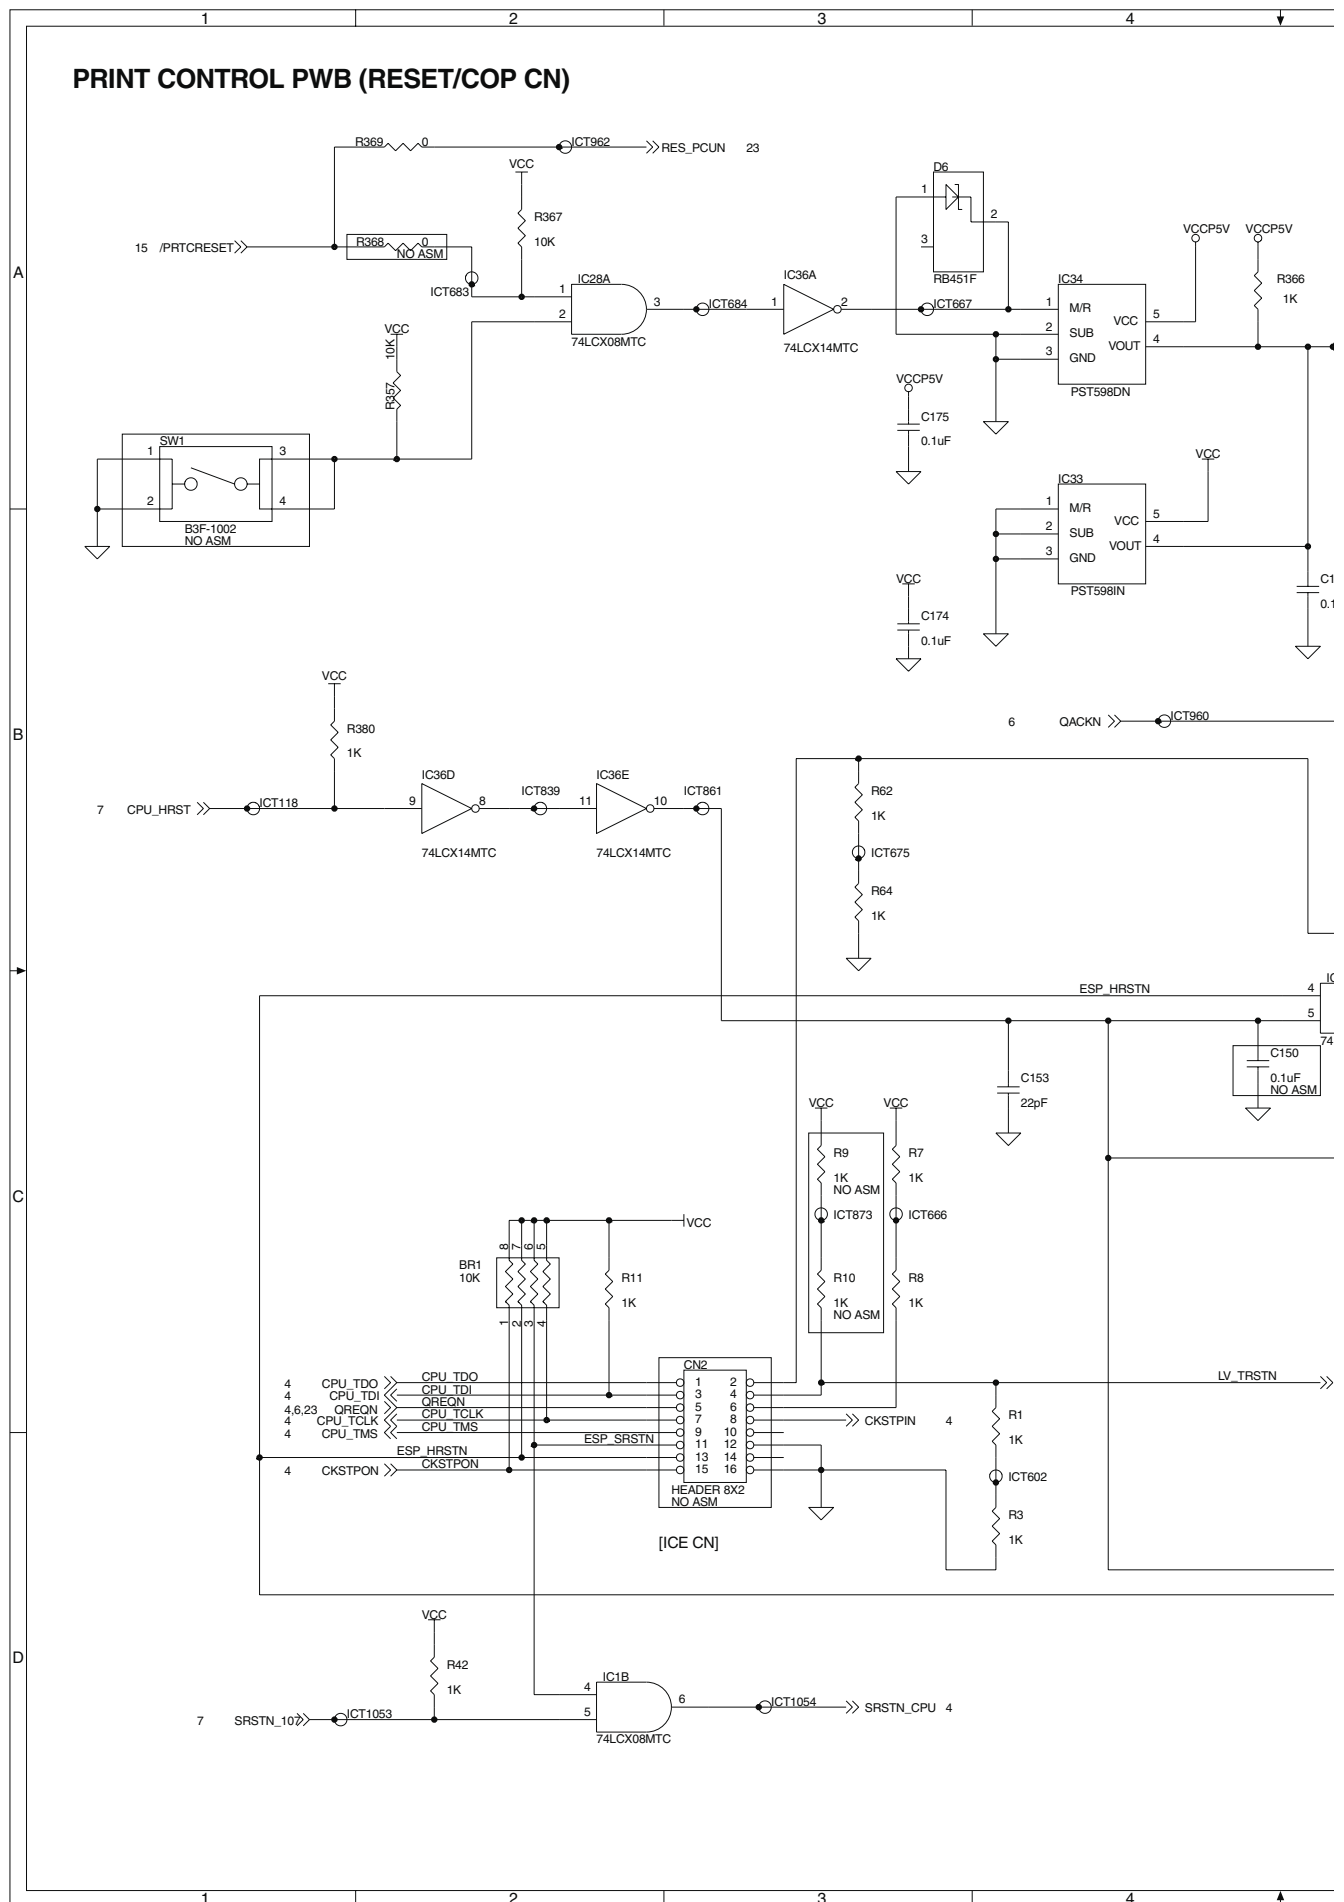 1 2 3 4
PRINT CONTROL PWB (RESET/COP CN)
R369 0 ICT962 RES_PCUN 23
VCC
D6
1
R367
10K
2
15 /PRTCRESET
R368 0
NO ASM
3
RB451F
VCCP5V VCCP5V
A
ICT683
IC28A
IC36A
IC34
R366
1K
1
2
3 ICT684
1 2
ICT667
1 M/R
2 SUB
3 GND
VCC 5
VOUT 4
74LCX08MTC
74LCX14MTC
PST598DN
VCC
10K
R357
VCCP5V
C175
0.1uF
SW1
1 3
2 4
B3F-1002
NO ASM
VCC
IC33
1 M/R
2 SUB
3 GND
VCC 5
VOUT 4
PST598IN
VCC
C174
0.1uF
C1
0.1
VCC
R380
1K
B
6 QACKN ICT960
7 CPU_HRST ICT118
IC36D
9 8
74LCX14MTC
ICT839
IC36E
11 10
74LCX14MTC
ICT861
R62
1K
ICT675
R64
1K
ESP_HRSTN 4
5
IC
74
C150
0.1uF
NO ASM
C153
22pF
VCC VCC
R9
1K
NO ASM
R7
1K
C
ICT873 ICT666
VCC
8 7 6 5
BR1
10K
1 2 3 4
R11
1K
R10
1K
NO ASM
R8
1K
CN2
4 CPU_TDO CPU_TDO 1 2
4 CPU_TDI CPU_TDI 3 4
4,6,23 QREQN QREQN 5 6
4 CPU_TCLK CPU_TCLK 7 8 CKSTPIN 4
4 CPU_TMS CPU_TMS 9 10
ESP_SRSTN 11 12
ESP_HRSTN 13 14
4 CKSTPON CKSTPON 15 16
HEADER 8X2
NO ASM
[ICE CN]
LV_TRSTN
R1
1K
ICT602
R3
1K
VCC
R42
1K
D
7 SRSTN_107 ICT1053
IC1B
4
5
6
74LCX08MTC
ICT1054 SRSTN_CPU 4
1 2 3 4